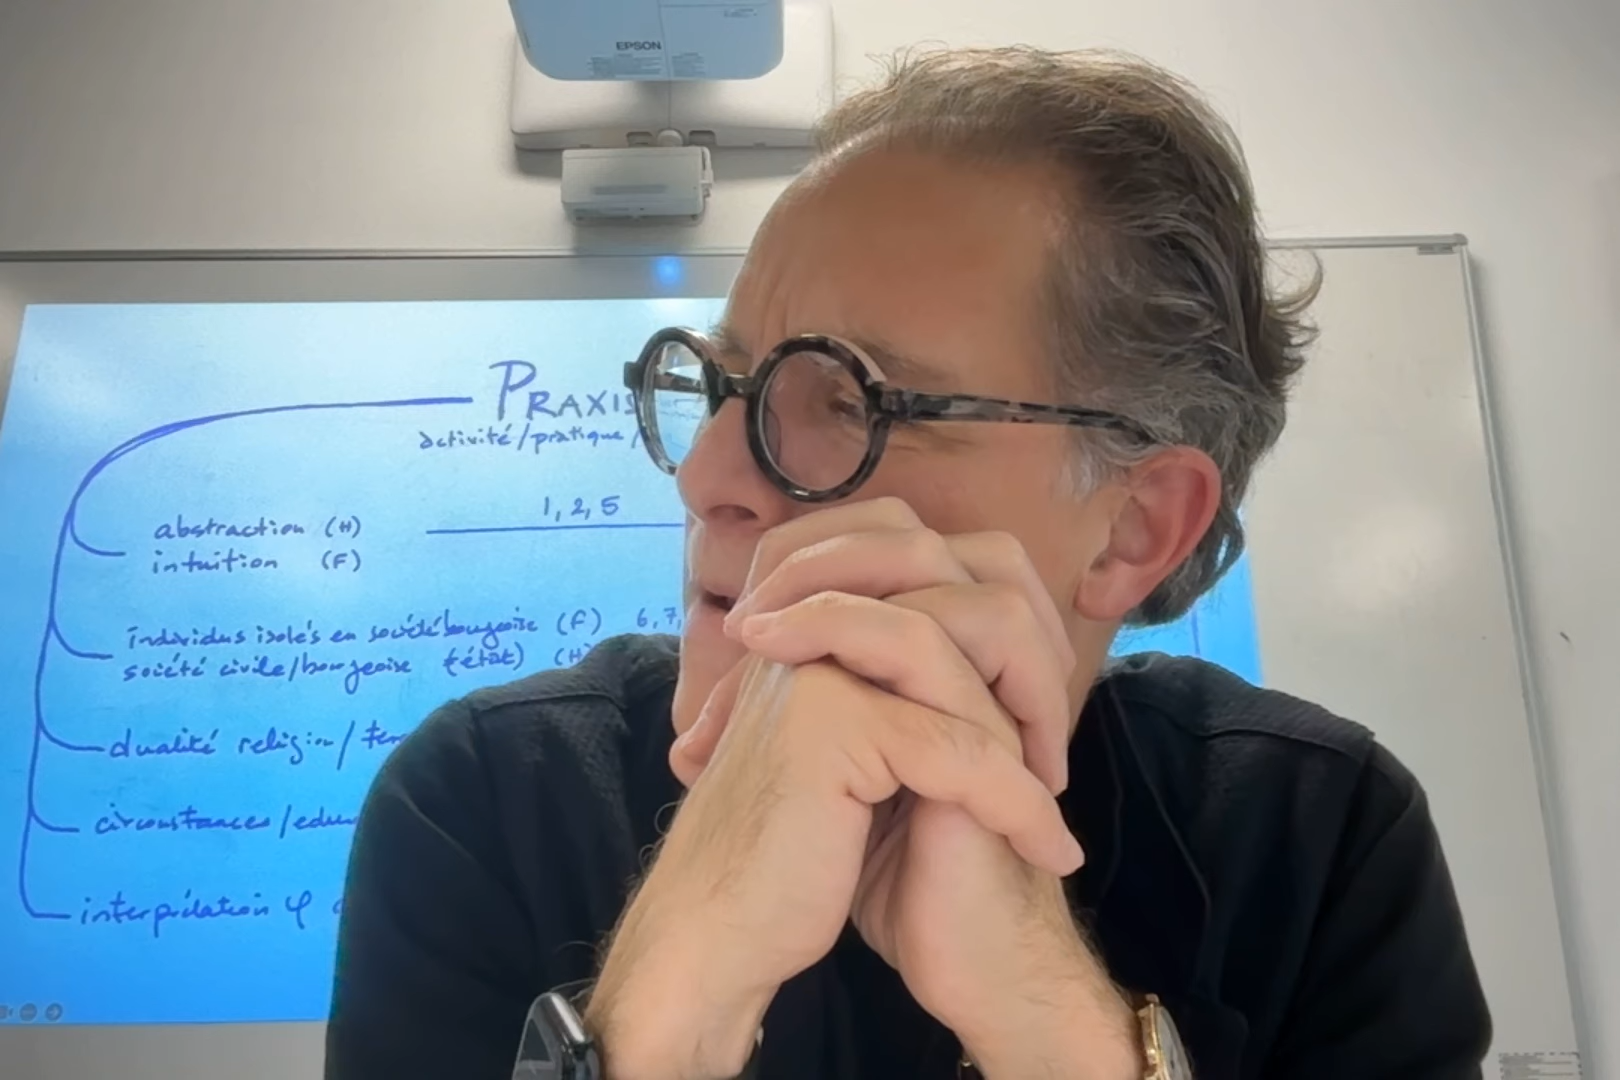 EPSON
PRAXIS
activité/pratique/
abstraction (H)
1, 2, 5
intuition (F)
individus isolés en société bourgeoise (F) 6, 7,
société civile/bourgeoise (état) (H)
dualité religion/
circonstances/
interprétation φ